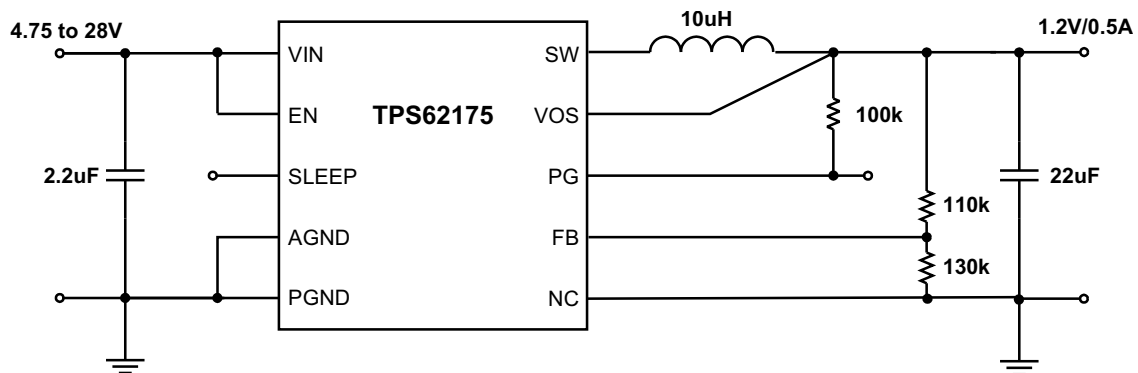 4.75 to 28V
10uH
1.2V/0.5A
VIN
SW
EN
TPS62175
VOS
100k
2.2uF
SLEEP
PG
22uF
110k
AGND
FB
130k
PGND
NC